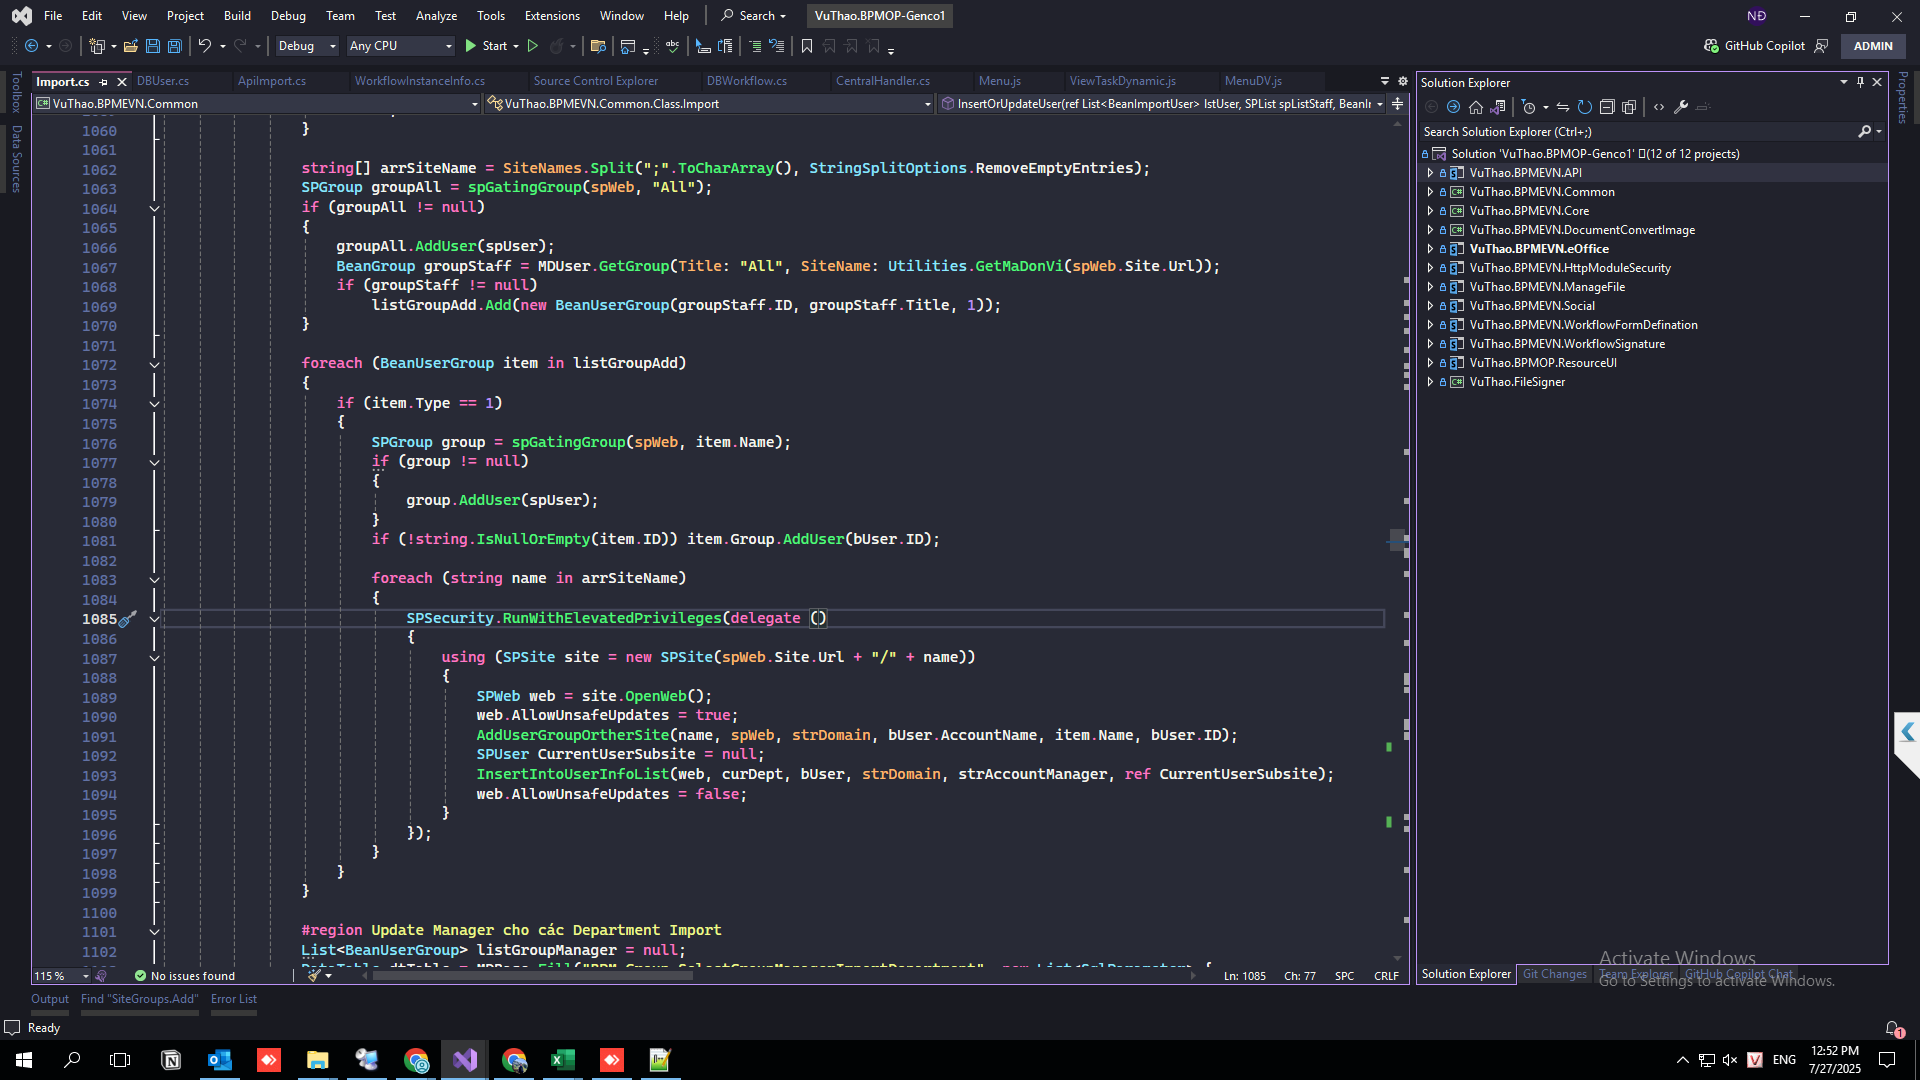 File Edit View Project Build Debug Team Test Analyze Tools Extensions Window Help Search VuThao.BPMOP-Genco1 NĐ
Debug Any CPU Start GitHub Copilot ADMIN
Import.cs DBUser.cs ApiImport.cs WorkflowInstanceInfo.cs Source Control Explorer DBWorkflow.cs CentralHandler.cs Menu.js ViewTaskDynamic.js MenuDV.js
VuThao.BPMEVN.Common VuThao.BPMEVN.Common.Class.Import InsertOrUpdateUser(ref List<BeanImportUser> lstUser, SPList spListStaff, BeanIr
Toolbox
Data Sources
1060 }
1061
1062 string[] arrSiteName = SiteNames.Split(";".ToCharArray(), StringSplitOptions.RemoveEmptyEntries);
1063 SPGroup groupAll = spGatingGroup(spWeb, "All");
1064 if (groupAll != null)
1065 {
1066 groupAll.AddUser(spUser);
1067 BeanGroup groupStaff = MDUser.GetGroup(Title: "All", SiteName: Utilities.GetMaDonVi(spWeb.Site.Url));
1068 if (groupStaff != null)
1069 listGroupAdd.Add(new BeanUserGroup(groupStaff.ID, groupStaff.Title, 1));
1070 }
1071
1072 foreach (BeanUserGroup item in listGroupAdd)
1073 {
1074 if (item.Type == 1)
1075 {
1076 SPGroup group = spGatingGroup(spWeb, item.Name);
1077 if (group != null)
1078 {
1079 group.AddUser(spUser);
1080 }
1081 if (!string.IsNullOrEmpty(item.ID)) item.Group.AddUser(bUser.ID);
1082
1083 foreach (string name in arrSiteName)
1084 {
1085 SPSecurity.RunWithElevatedPrivileges(delegate ()
1086 {
1087 using (SPSite site = new SPSite(spWeb.Site.Url + "/" + name))
1088 {
1089 SPWeb web = site.OpenWeb();
1090 web.AllowUnsafeUpdates = true;
1091 AddUserGroupOrtherSite(name, spWeb, strDomain, bUser.AccountName, item.Name, bUser.ID);
1092 SPUser CurrentUserSubsite = null;
1093 InsertIntoUserInfoList(web, curDept, bUser, strDomain, strAccountManager, ref CurrentUserSubsite);
1094 web.AllowUnsafeUpdates = false;
1095 }
1096 });
1097 }
1098 }
1099 }
1100
1101 #region Update Manager cho các Department Import
1102 List<BeanUserGroup> listGroupManager = null;
115 % No issues found Ln: 1085 Ch: 77 SPC CRLF
Output Find "SiteGroups.Add" Error List
Ready
Solution Explorer
Search Solution Explorer (Ctrl+;)
Solution 'VuThao.BPMOP-Genco1' (12 of 12 projects)
VuThao.BPMEVN.API
VuThao.BPMEVN.Common
VuThao.BPMEVN.Core
VuThao.BPMEVN.DocumentConvertImage
VuThao.BPMEVN.eOffice
VuThao.BPMEVN.HttpModuleSecurity
VuThao.BPMEVN.ManageFile
VuThao.BPMEVN.Social
VuThao.BPMEVN.WorkflowFormDefination
VuThao.BPMEVN.WorkflowSignature
VuThao.BPMOP.ResourceUI
VuThao.FileSigner
Properties
Solution Explorer Git Changes Team Explorer GitHub Copilot Chat
Activate Windows
Go to Settings to activate Windows.
1
ENG
12:52 PM
7/27/2025